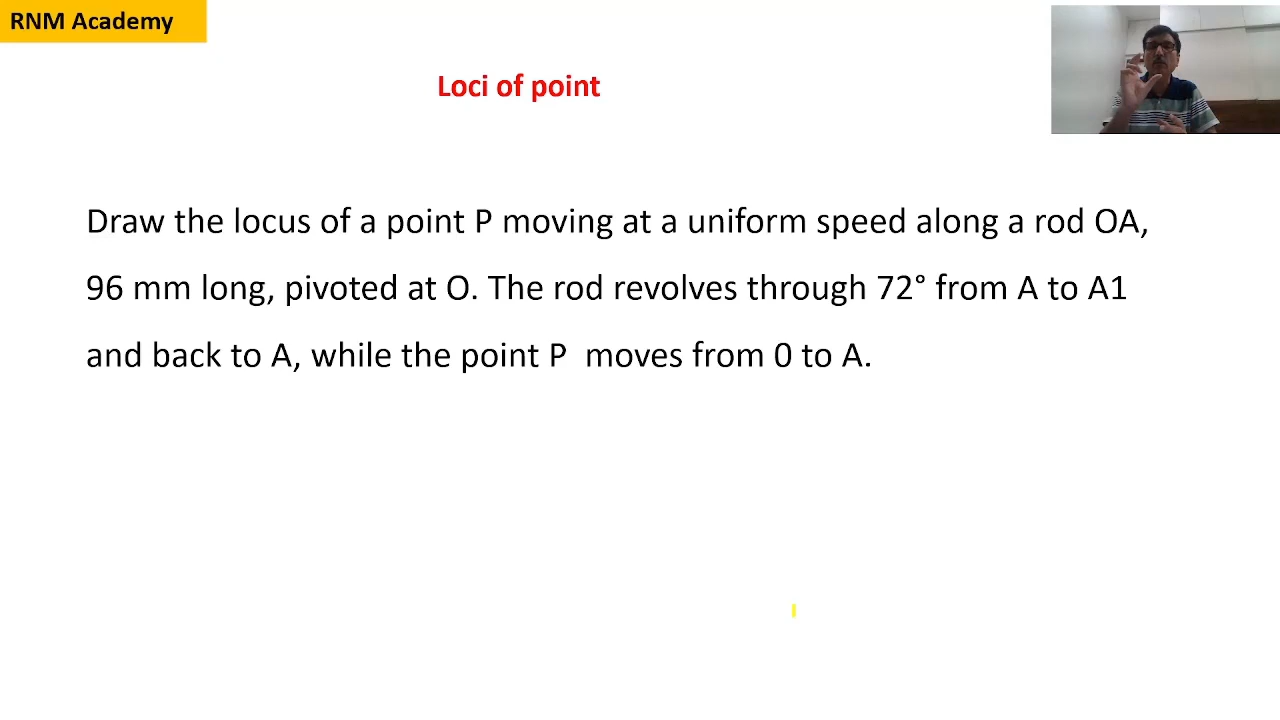 RNM Academy
Loci of point
Draw the locus of a point P moving at a uniform speed along a rod OA,
96 mm long, pivoted at O. The rod revolves through 72° from A to A1
and back to A, while the point P  moves from 0 to A.